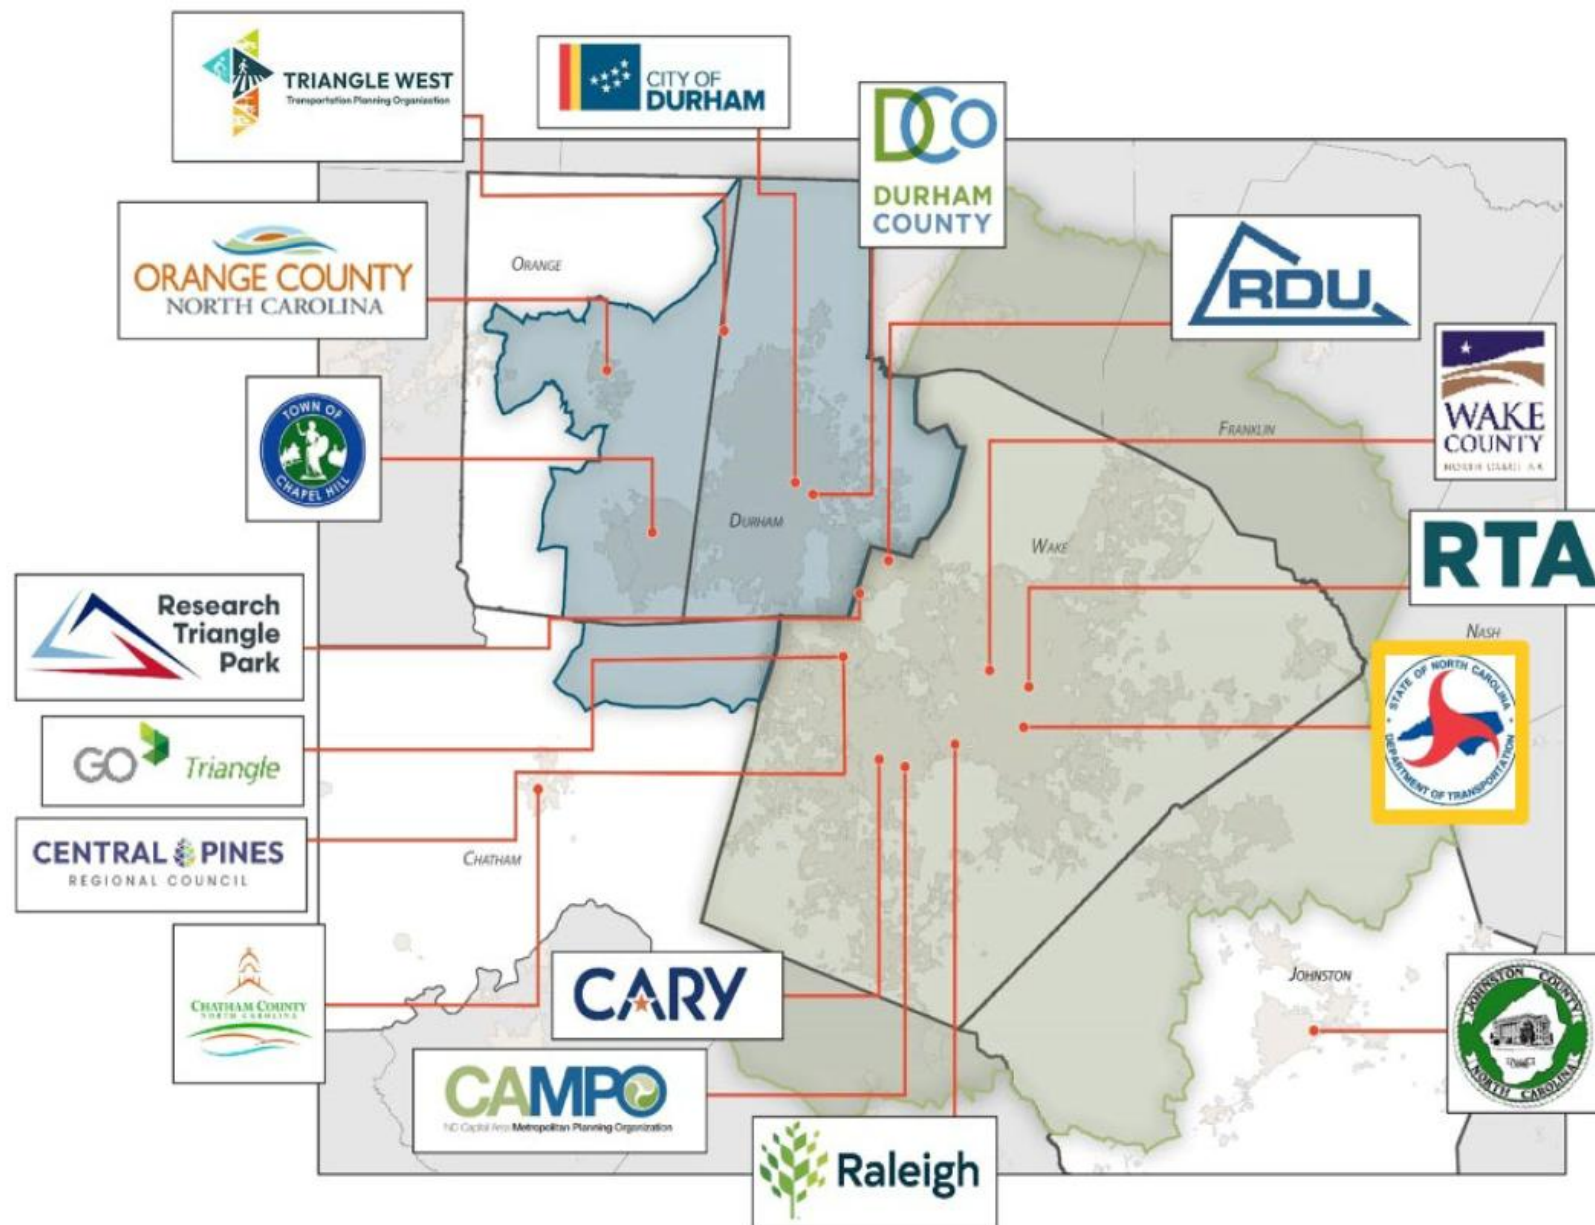 TRIANGLE WEST
Transportation Planning Organization
CITY OF
DURHAM
DCO
DURHAM
COUNTY
ORANGE COUNTY
NORTH CAROLINA
ORANGE
RDU
WAKE
COUNTY
TOWN OF
CHAPEL HILL
FRANKLIN
DURHAM
WAKE
RTA
Research
Triangle
Park
NASH
STATE OF NORTH CAROLINA
DEPARTMENT OF TRANSPORTATION
GO Triangle
CENTRAL PINES
REGIONAL COUNCIL
CHATHAM
CHATHAM COUNTY
NORTH CAROLINA
CARY
JOHNSTON
JOHNSTON COUNTY
NORTH CAROLINA
CAMPO
NC Capital Area Metropolitan Planning Organization
Raleigh